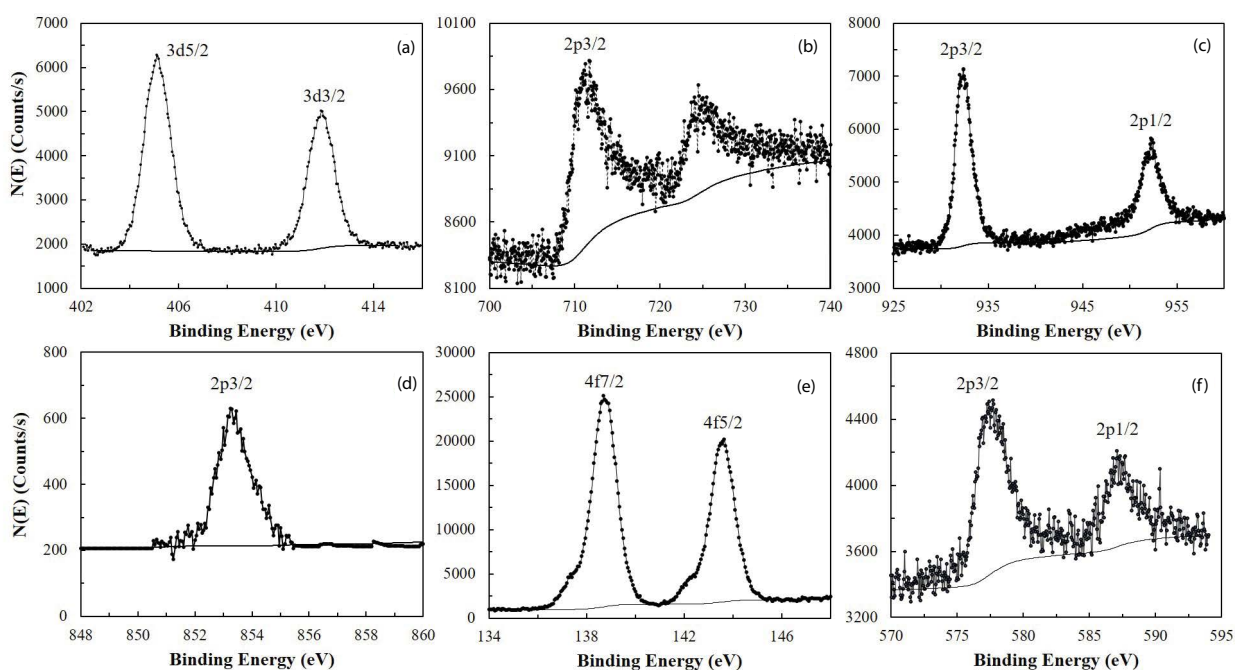 7000
6000
5000
4000
3000
2000
1000
N(E) (Counts/s)
3d5/2
3d3/2
(a)
402 406 410 414
Binding Energy (eV)
10100
9600
9100
8600
8100
2p3/2
(b)
700 710 720 730 740
Binding Energy (eV)
8000
7000
6000
5000
4000
3000
2p3/2
2p1/2
(c)
925 935 945 955
Binding Energy (eV)
800
600
400
200
0
N(E) (Counts/s)
2p3/2
(d)
848 850 852 854 856 858 860
Binding Energy (eV)
30000
25000
20000
15000
10000
5000
0
4f7/2
4f5/2
(e)
134 138 142 146
Binding Energy (eV)
4800
4400
4000
3600
3200
2p3/2
2p1/2
(f)
570 575 580 585 590 595
Binding Energy (eV)